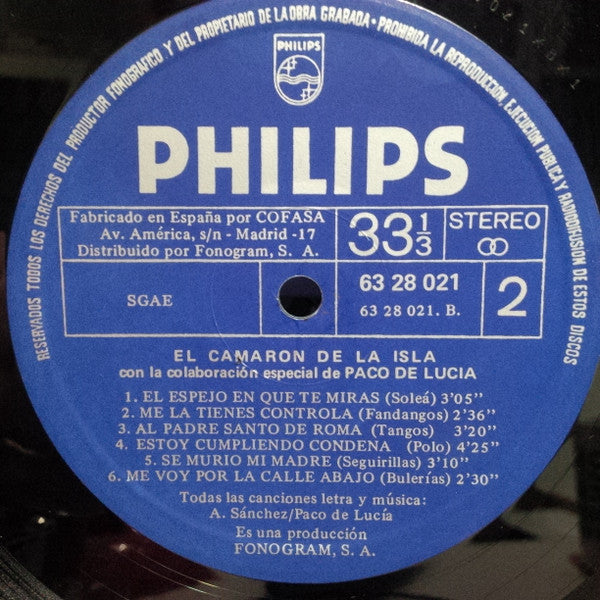 RESERVADOS TODOS LOS DERECHOS DEL PRODUCTOR FONOGRAFICO Y DEL PROPIETARIO DE LA OBRA GRABADA · PROHIBIDA LA REPRODUCCION, EJECUCION PUBLICA Y RADIODIFUSION DE ESTOS DISCOS
PHILIPS
PHILIPS
Fabricado en España por COFASA
Av. América, s/n - Madrid -17
Distribuido por Fonogram, S. A.
33 1/3
STEREO
SGAE
63 28 021
63 28 021. B.
2
EL CAMARON DE LA ISLA
con la colaboración especial de PACO DE LUCIA
1. EL ESPEJO EN QUE TE MIRAS (Soleá) 3'05"
2. ME LA TIENES CONTROLA (Fandangos) 2'36"
3. AL PADRE SANTO DE ROMA (Tangos) 3'20"
4. ESTOY CUMPLIENDO CONDENA (Polo) 4'25"
5. SE MURIO MI MADRE (Seguirillas) 3'10"
6. ME VOY POR LA CALLE ABAJO (Bulerías) 2'30"
Todas las canciones letra y música:
A. Sánchez/Paco de Lucía
Es una producción
FONOGRAM, S. A.